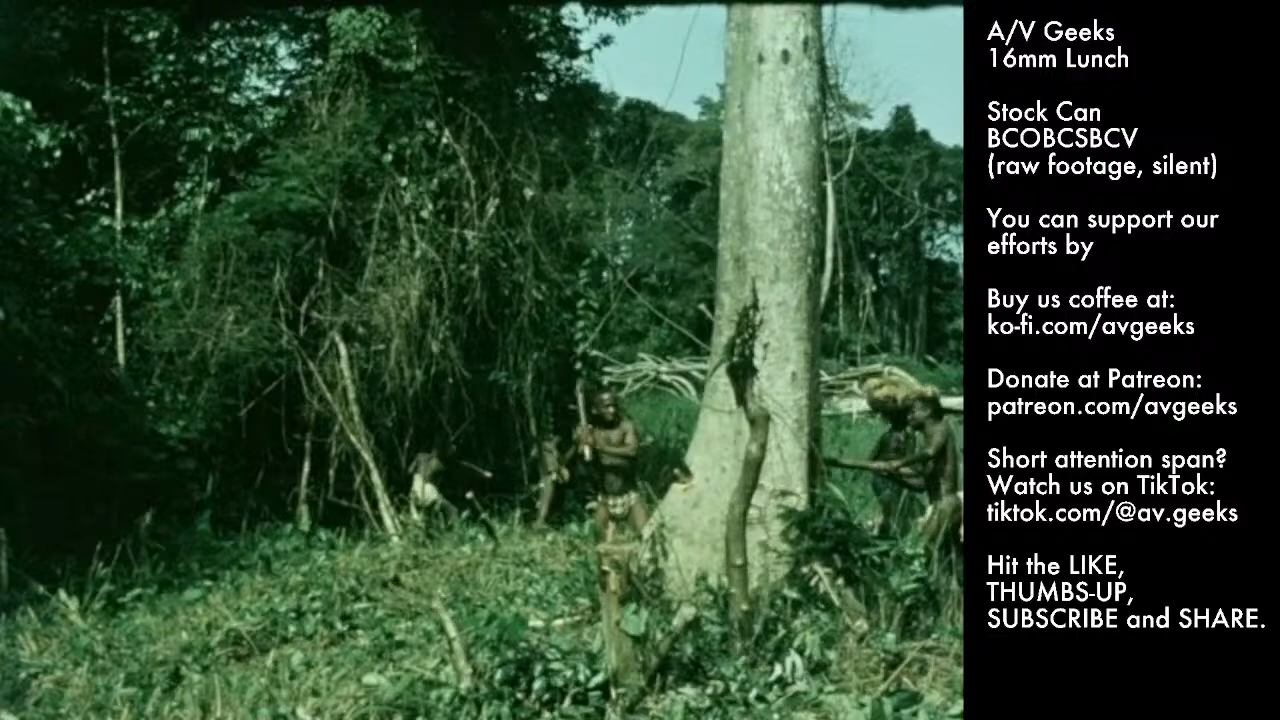 A/V Geeks
16mm Lunch
Stock Can
BCOBCSBCV
(raw footage, silent)
You can support our
efforts by
Buy us coffee at:
ko-fi.com/avgeeks
Donate at Patreon:
patreon.com/avgeeks
Short attention span?
Watch us on TikTok:
tiktok.com/@av.geeks
Hit the LIKE,
THUMBS-UP,
SUBSCRIBE and SHARE.